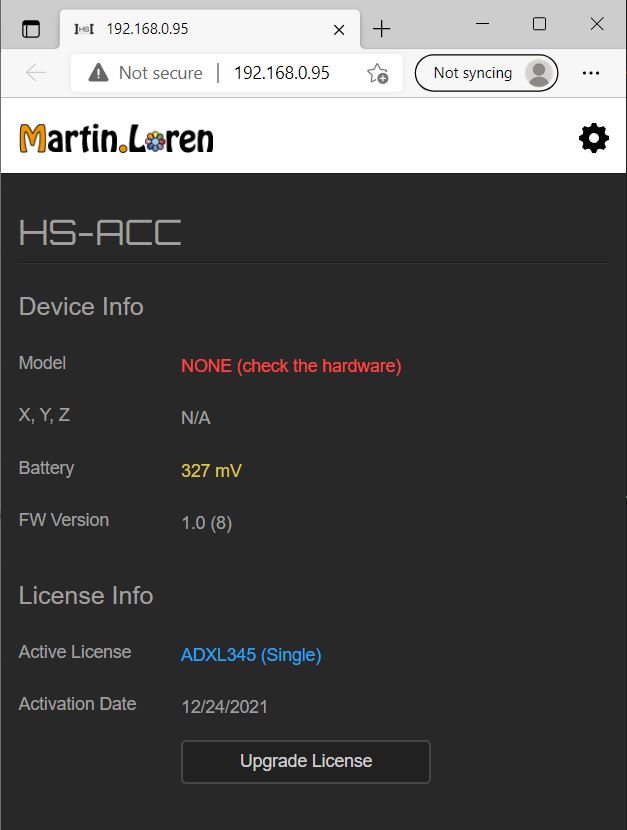 192.168.0.95
Not secure | 192.168.0.95
Not syncing
Martin.Loren
HS-ACC
Device Info
Model NONE (check the hardware)
X, Y, Z N/A
Battery 327 mV
FW Version 1.0 (8)
License Info
Active License ADXL345 (Single)
Activation Date 12/24/2021
Upgrade License